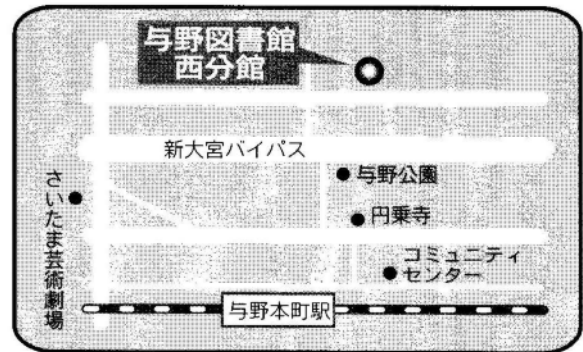 与野図書館
西分館
新大宮バイパス
与野公園
さいたま芸術劇場
円乗寺
コミュニティ
センター
与野本町駅